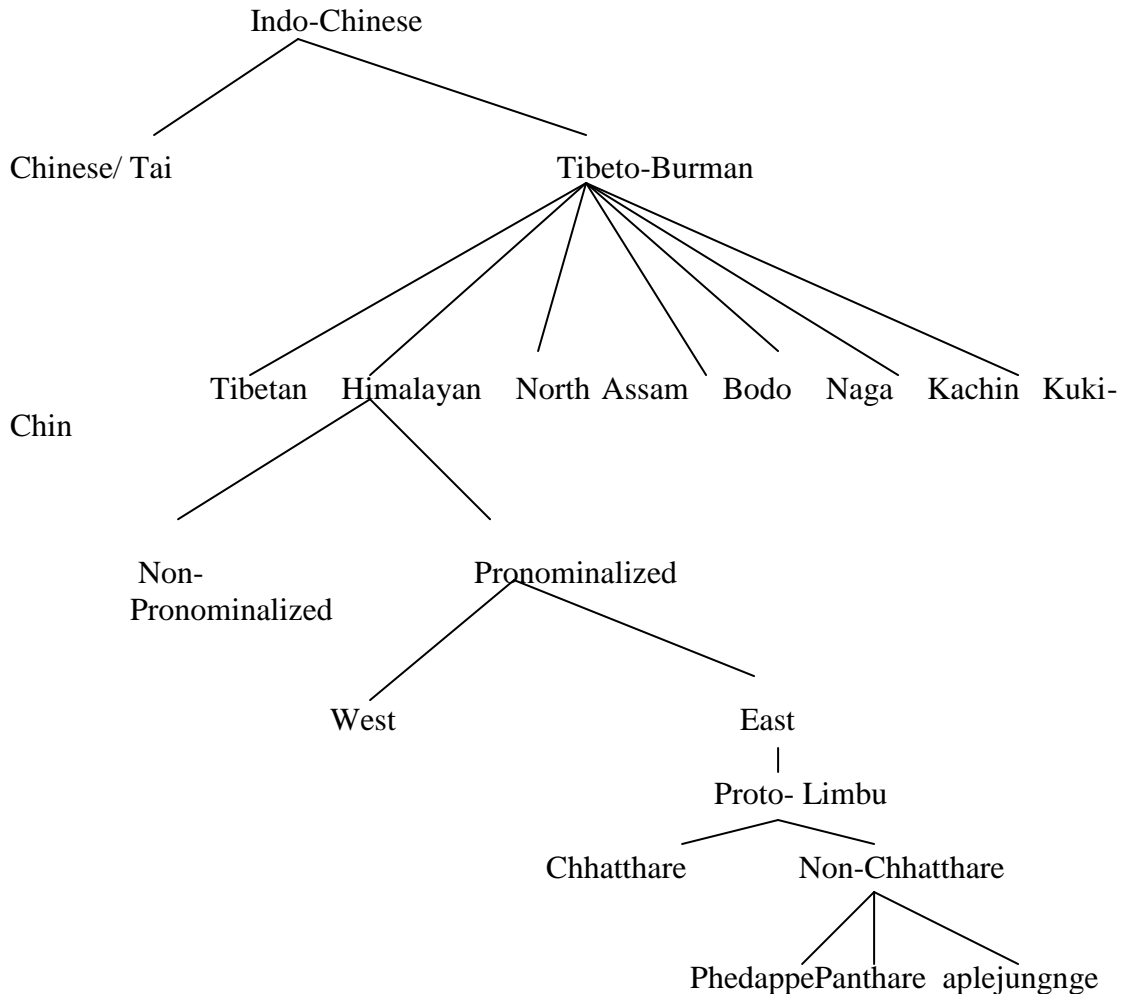 Indo-Chinese
Chinese/ Tai Tibeto-Burman
Tibetan Himalayan North Assam Bodo Naga Kachin Kuki-
Chin
Non- Pronominalized
Pronominalized
West East
Proto- Limbu
Chhatthare Non-Chhatthare
PhedappePanthare aplejungnge